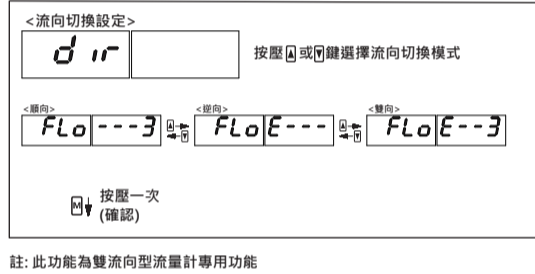 <流向切換設定>
dir
按壓▲或▼鍵選擇流向切換模式
<順向> <逆向> <雙向>
FLo ---3 ▲ ▼ FLo E--- ▲ ▼ FLo E--3
M 按壓一次
(確認)
註: 此功能為雙流向型流量計專用功能